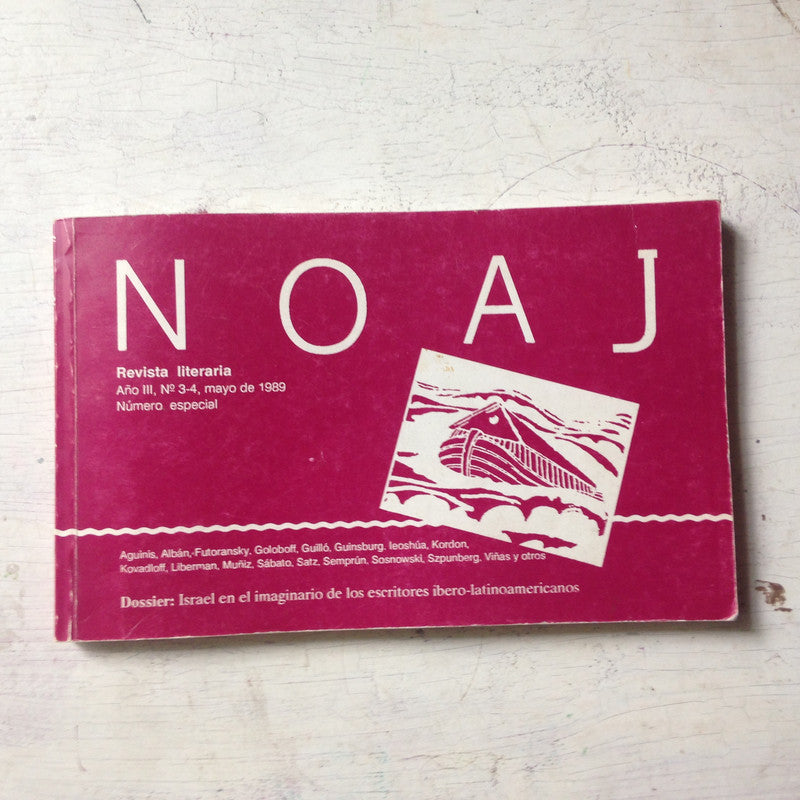 NOAJ
Revista literaria
Año III, Nº 3-4, mayo de 1989
Número especial
Aguinis, Albán, Futoransky, Goloboff, Guilló, Guinsburg, Ieoshúa, Kordon,
Kovadloff, Liberman, Muñiz, Sábato, Satz, Semprún, Sosnowski, Szpunberg, Viñas y otros
Dossier: Israel en el imaginario de los escritores íbero-latinoamericanos